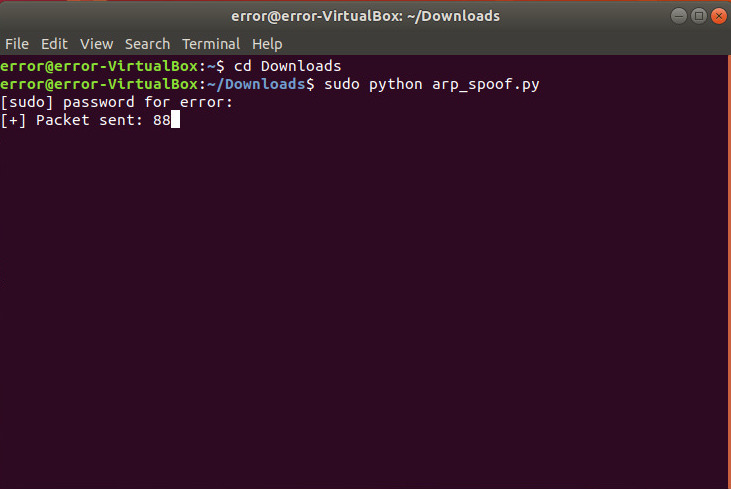 error@error-VirtualBox: ~/Downloads
File Edit View Search Terminal Help
error@error-VirtualBox:~$ cd Downloads
error@error-VirtualBox:~/Downloads$ sudo python arp_spoof.py
[sudo] password for error:
[+] Packet sent: 88